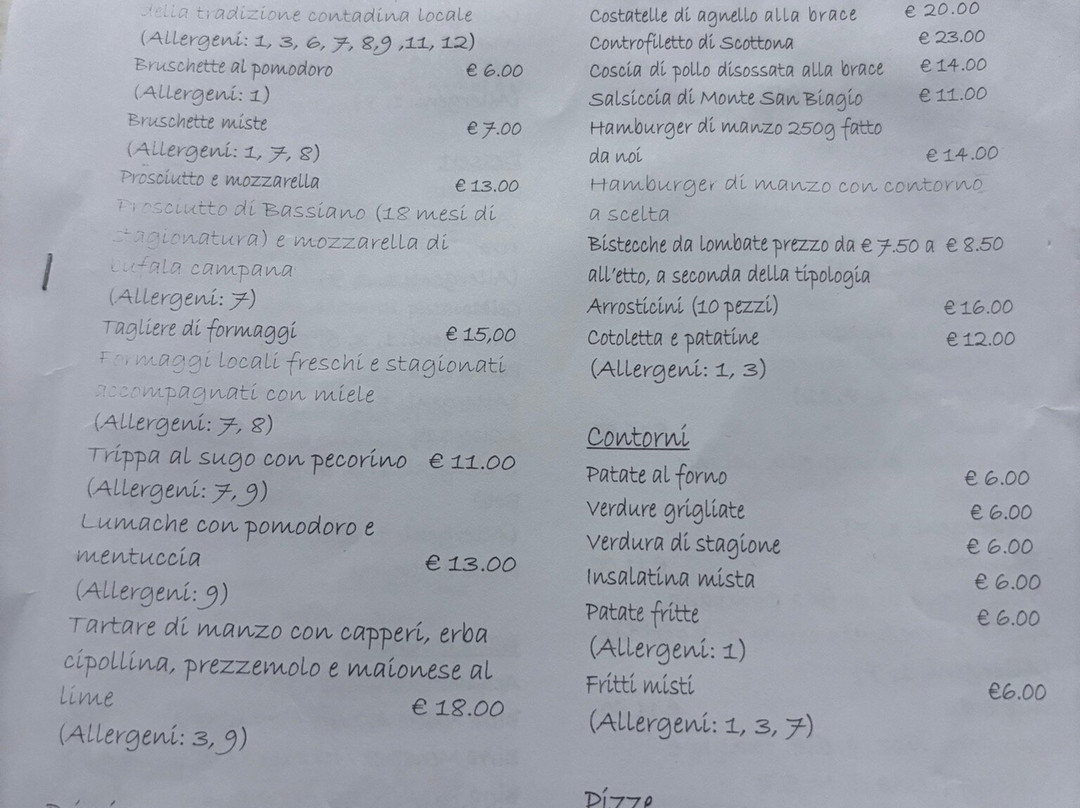 della tradizione contadina locale
(Allergeni: 1, 3, 6, 7, 8,9 ,11, 12)
Bruschette al pomodoro € 6.00
(Allergeni: 1)
Bruschette miste € 7.00
(Allergeni: 1, 7, 8)
Prosciutto e mozzarella € 13.00
Prosciutto di Bassiano (18 mesi di
stagionatura) e mozzarella di
bufala campana
(Allergeni: 7)
Tagliere di formaggi € 15,00
Formaggi locali freschi e stagionati
accompagnati con miele
(Allergeni: 7, 8)
Trippa al sugo con pecorino € 11.00
(Allergeni: 7, 9)
Lumache con pomodoro e
mentuccia € 13.00
(Allergeni: 9)
Tartare di manzo con capperi, erba
cipollina, prezzemolo e maionese al
lime € 18.00
(Allergeni: 3, 9)
Costatelle di agnello alla brace € 20.00
Controfiletto di Scottona € 23.00
Coscia di pollo disossata alla brace € 14.00
Salsiccia di Monte San Biagio € 11.00
Hamburger di manzo 250g fatto
da noi € 14.00
Hamburger di manzo con contorno
a scelta
Bistecche da lombate prezzo da € 7.50 a € 8.50
all'etto, a seconda della tipologia
Arrosticini (10 pezzi) € 16.00
Cotoletta e patatine € 12.00
(Allergeni: 1, 3)
Contorni
Patate al forno € 6.00
Verdure grigliate € 6.00
Verdura di stagione € 6.00
Insalatina mista € 6.00
Patate fritte € 6.00
(Allergeni: 1)
Fritti misti €6.00
(Allergeni: 1, 3, 7)
Pizze